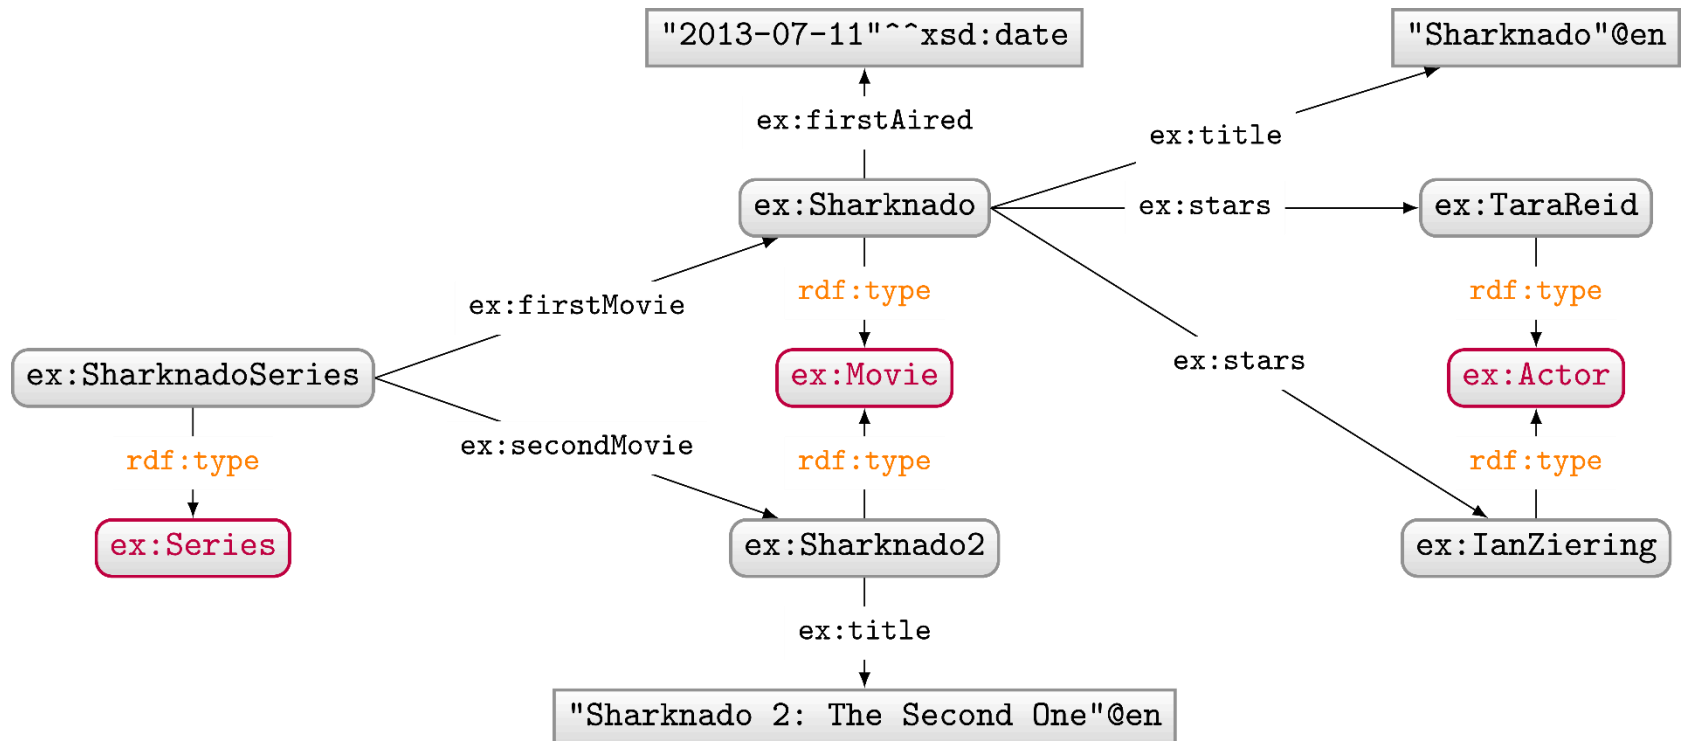 "2013-07-11"^^xsd:date
"Sharknado"@en
ex:firstAired
ex:title
ex:Sharknado
ex:stars
ex:TaraReid
ex:firstMovie
rdf:type
rdf:type
ex:SharknadoSeries
ex:Movie
ex:stars
ex:Actor
rdf:type
ex:secondMovie
rdf:type
rdf:type
ex:Series
ex:Sharknado2
ex:IanZiering
ex:title
"Sharknado 2: The Second One"@en